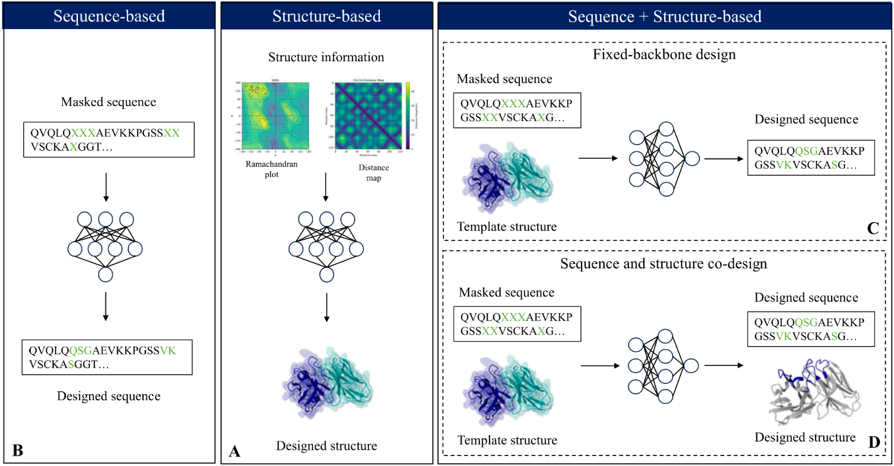 Sequence-based
Masked sequence
QVQLQXXXAEVKKPGSSXX
VSCKAXGGT...
QVQLQQSGAEVKKPGSSVK
VSCKASGGT...
Designed sequence
B
Structure-based
Structure information
Ramachandran
plot
Distance
map
Designed structure
A
Sequence + Structure-based
Fixed-backbone design
Masked sequence
QVQLQXXXAEVKKP
GSSXXVSCKAXG...
Template structure
Designed sequence
QVQLQQSGAEVKKP
GSSVKVSCKASG...
C
Sequence and structure co-design
Masked sequence
QVQLQXXXAEVKKP
GSSXXVSCKAXG...
Template structure
Designed sequence
QVQLQQSGAEVKKP
GSSVKVSCKASG...
Designed structure
D